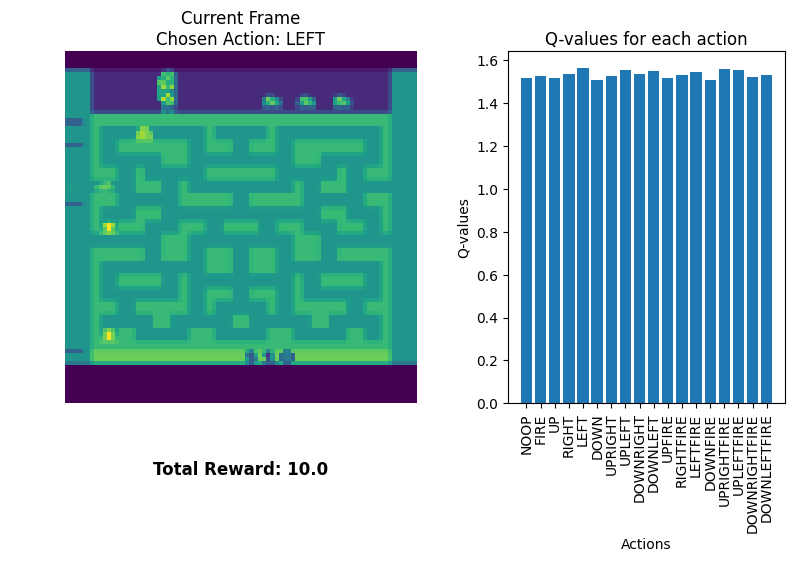 Current Frame
Chosen Action: LEFT
Total Reward: 10.0
Q-values for each action
Q-values
1.6
1.4
1.2
1.0
0.8
0.6
0.4
0.2
0.0
NOOP
FIRE
UP
RIGHT
LEFT
DOWN
UPRIGHT
UPLEFT
DOWNRIGHT
DOWNLEFT
UPFIRE
RIGHTFIRE
LEFTFIRE
DOWNFIRE
UPRIGHTFIRE
UPLEFTFIRE
DOWNRIGHTFIRE
DOWNLEFTFIRE
Actions